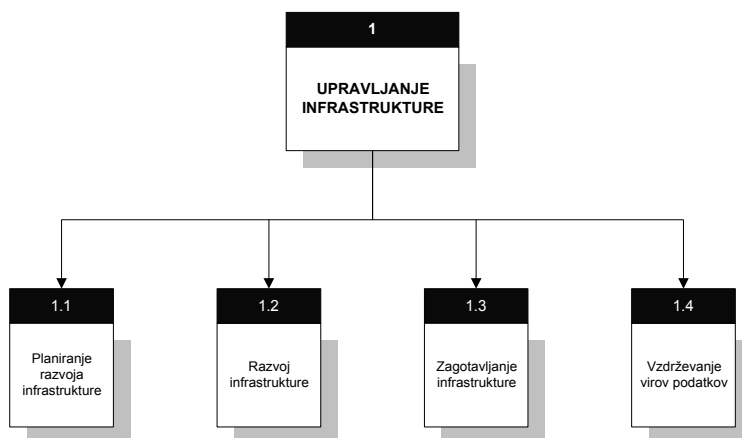 1
UPRAVLJANJE
INFRASTRUKTURE
1.1
Planiranje
razvoja
infrastrukture
1.2
Razvoj
infrastrukture
1.3
Zagotavljanje
infrastrukture
1.4
Vzdrževanje
virov podatkov